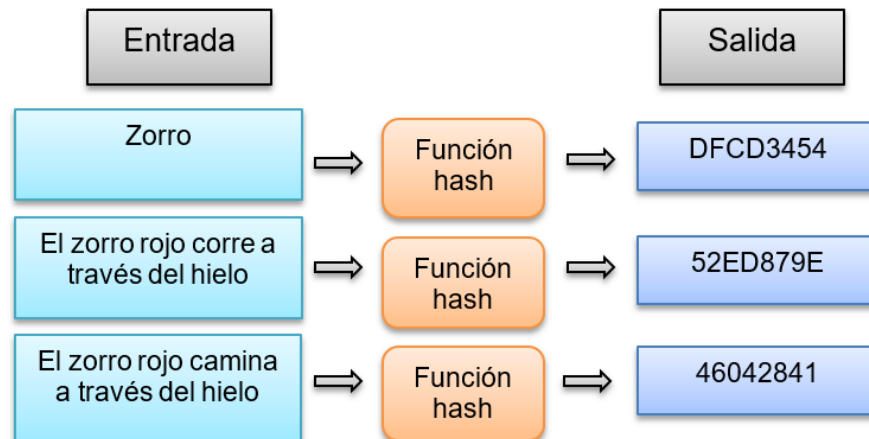 Entrada
Salida
Zorro
Función
hash
DFCD3454
El zorro rojo corre a
través del hielo
Función
hash
52ED879E
El zorro rojo camina
a través del hielo
Función
hash
46042841